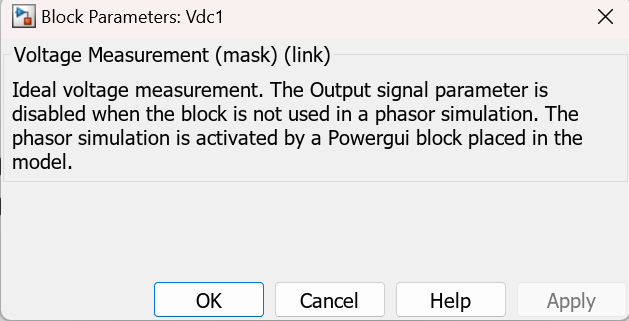 Block Parameters: Vdc1
Voltage Measurement (mask) (link)
Ideal voltage measurement. The Output signal parameter is
disabled when the block is not used in a phasor simulation. The
phasor simulation is activated by a Powergui block placed in the
model.
OK Cancel Help Apply